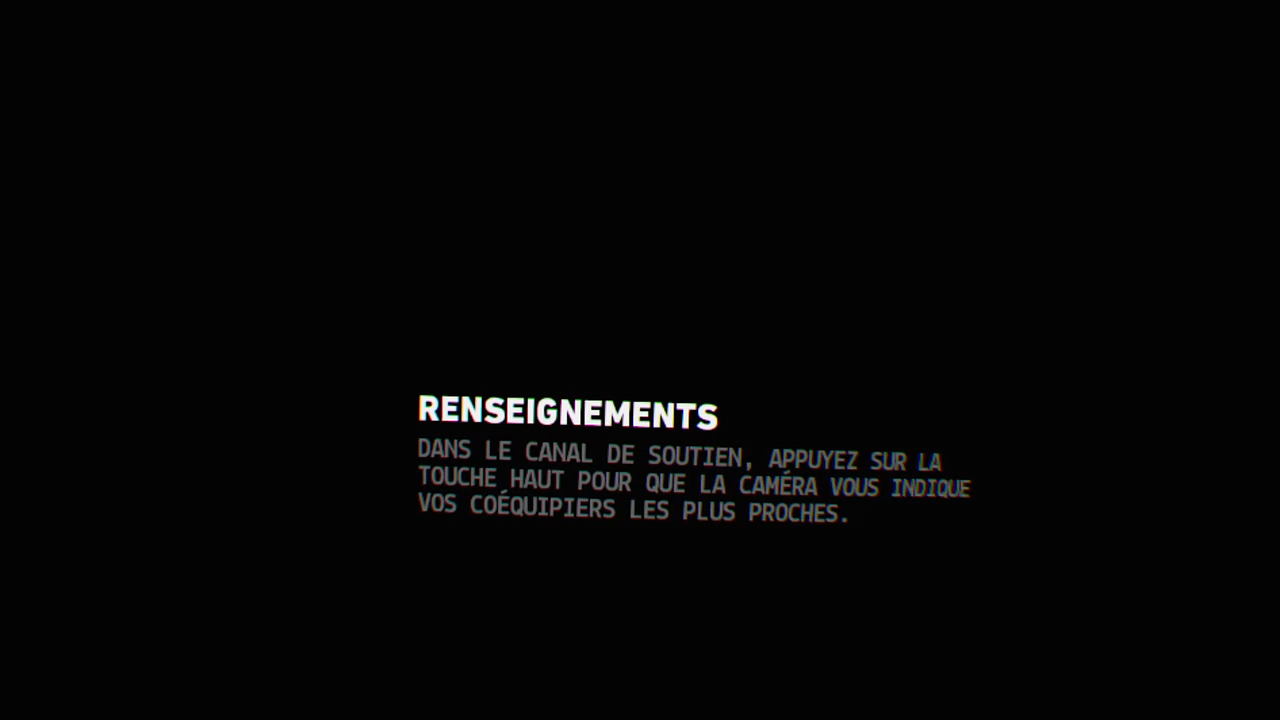 RENSEIGNEMENTS
DANS LE CANAL DE SOUTIEN, APPUYEZ SUR LA
TOUCHE HAUT POUR QUE LA CAMÉRA VOUS INDIQUE
VOS COÉQUIPIERS LES PLUS PROCHES.